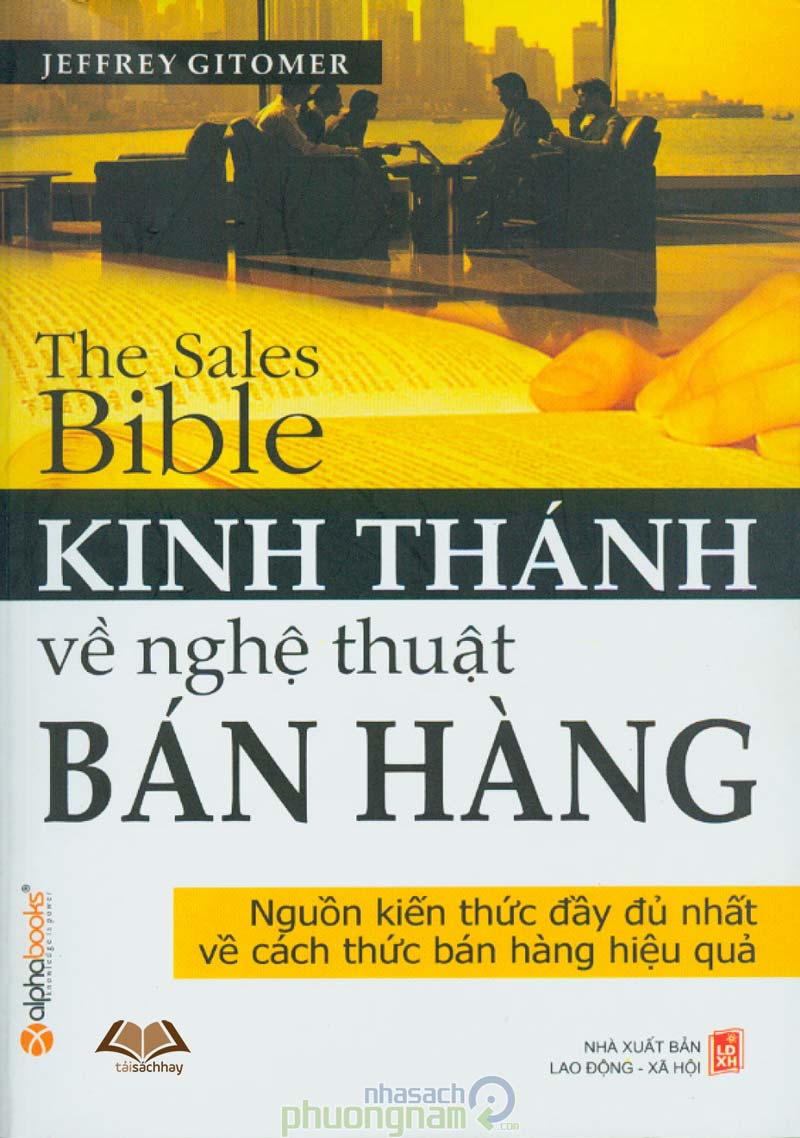 JEFFREY GITOMER
The Sales
Bible
KINH THÁNH
về nghệ thuật
BÁN HÀNG
Nguồn kiến thức đầy đủ nhất
về cách thức bán hàng hiệu quả
alphabooks®
knowledge is power
tảisáchhay
NHÀ XUẤT BẢN
LAO ĐỘNG - XÃ HỘI
LĐ
XH
nhasach
phuongnam
.com